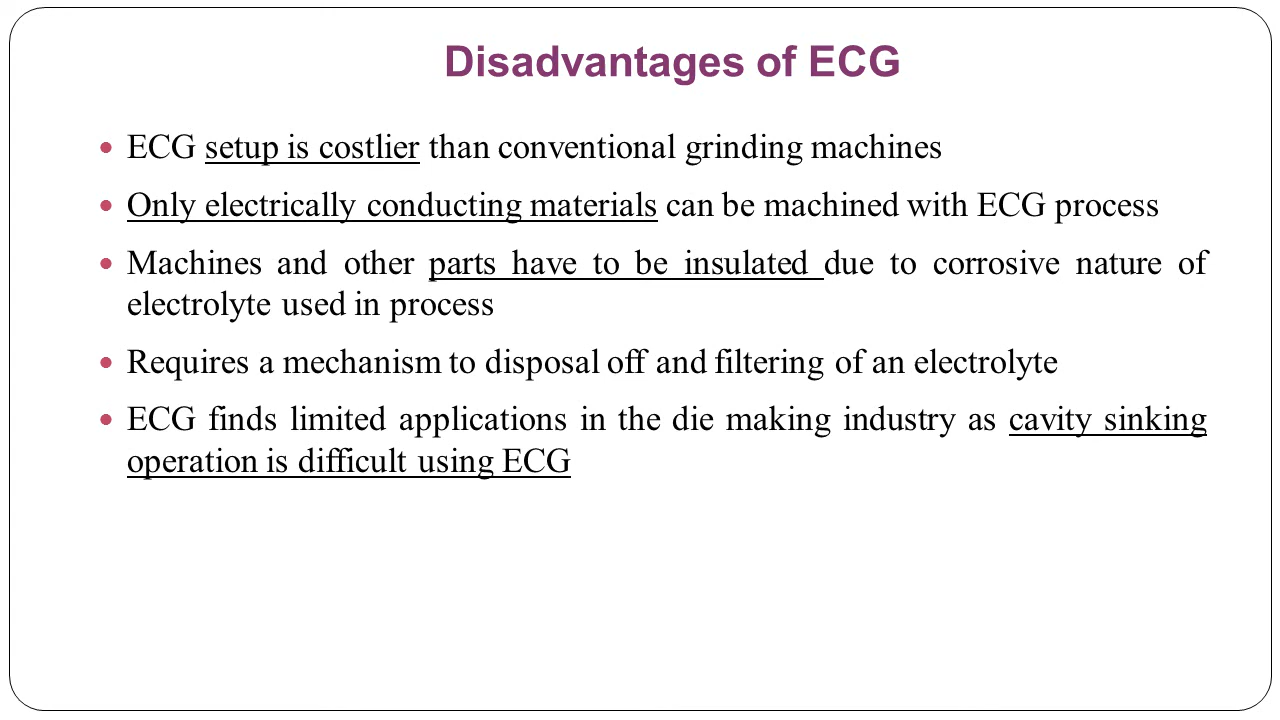 Disadvantages of ECG
• ECG setup is costlier than conventional grinding machines
• Only electrically conducting materials can be machined with ECG process
• Machines and other parts have to be insulated due to corrosive nature of
electrolyte used in process
• Requires a mechanism to disposal off and filtering of an electrolyte
• ECG finds limited applications in the die making industry as cavity sinking
operation is difficult using ECG